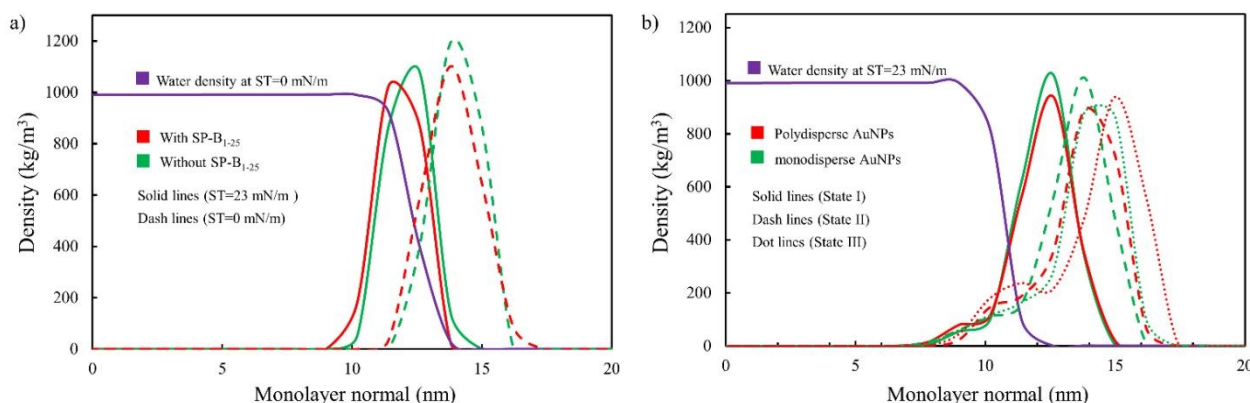 a)
1200
1000
800
600
400
200
0
Density (kg/m³)
Water density at ST=0 mN/m
With SP-B₁₋₂₅
Without SP-B₁₋₂₅
Solid lines (ST=23 mN/m )
Dash lines (ST=0 mN/m)
0 5 10 15 20
Monolayer normal (nm)
b)
1200
1000
800
600
400
200
0
Density (kg/m³)
Water density at ST=23 mN/m
Polydisperse AuNPs
monodisperse AuNPs
Solid lines (State I)
Dash lines (State II)
Dot lines (State III)
0 5 10 15 20
Monolayer normal (nm)